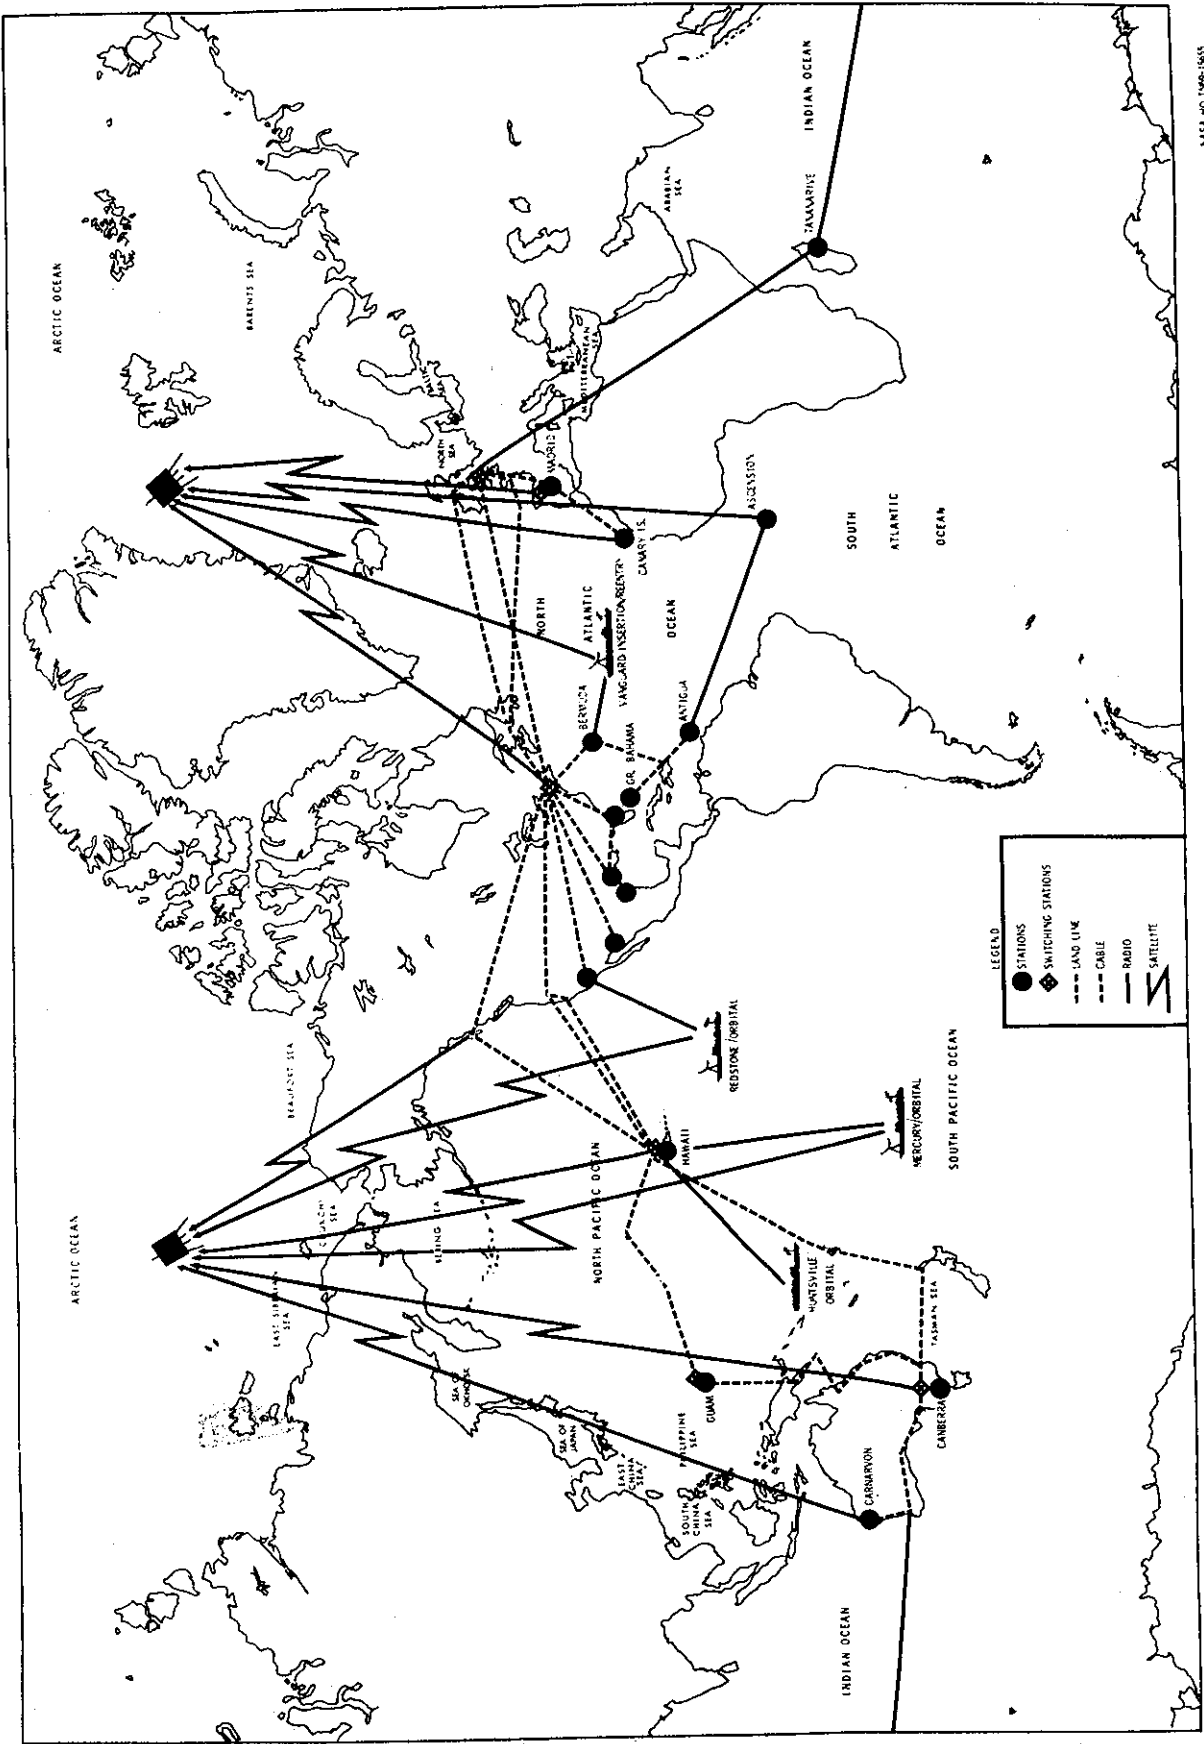 ARCTIC OCEAN
ARCTIC OCEAN
BEAUFORT SEA
BARENTS SEA
EAST SIBERIAN
SEA
SEA
BERING SEA
SEA OF
OKHOTSK
SEA OF
JAPAN
EAST
CHINA
SEA
SOUTH
CHINA
SEA
PHILIPPINE
SEA
NORTH PACIFIC OCEAN
SOUTH PACIFIC OCEAN
TASMAN SEA
INDIAN OCEAN
GUAM
CARNARVON
CANBERRA
HUNTSVILLE
ORBITAL
HAWAII
MERCURY/ORBITAL
REDSTONE/ORBITAL
GR. BAHAMA
BERMUDA
ANTIGUA
VANGUARD INSERTION/REENTRY
NORTH
ATLANTIC
OCEAN
CANARY IS.
MADRID
ASCENSION
NORTH
SEA
BALTIC
SEA
MEDITERRANEAN
SEA
SOUTH
ATLANTIC
OCEAN
ARABIAN
SEA
TANANARIVE
INDIAN OCEAN
LEGEND
STATIONS
SWITCHING STATIONS
LAND LINE
CABLE
RADIO
SATELLITE